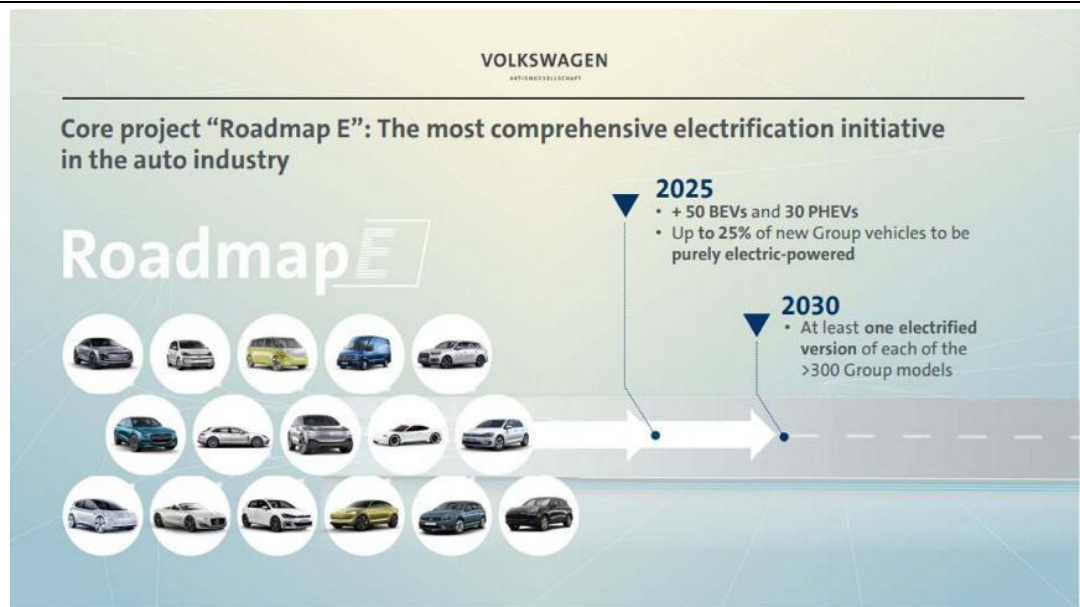 VOLKSWAGEN
AKTIENGESELLSCHAFT
Core project “Roadmap E”: The most comprehensive electrification initiative
in the auto industry
Roadmap E
2025
• + 50 BEVs and 30 PHEVs
• Up to 25% of new Group vehicles to be
purely electric-powered
2030
• At least one electrified
version of each of the
>300 Group models